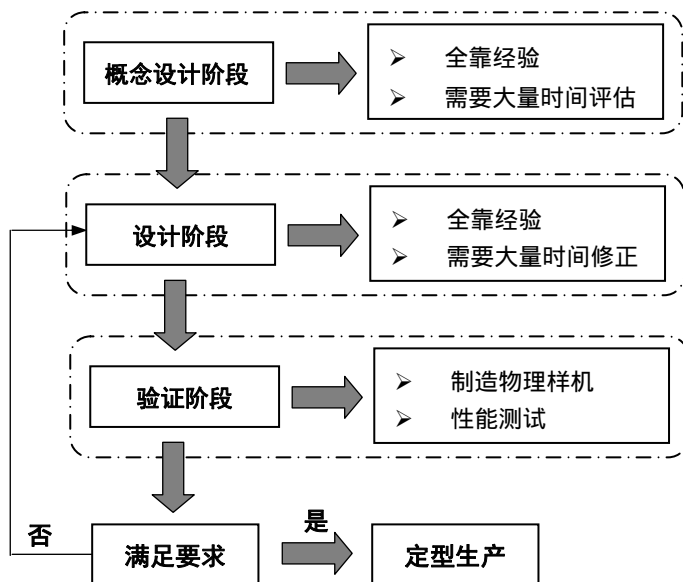 概念设计阶段
全靠经验
需要大量时间评估
设计阶段
全靠经验
需要大量时间修正
验证阶段
制造物理样机
性能测试
否
满足要求
是
定型生产